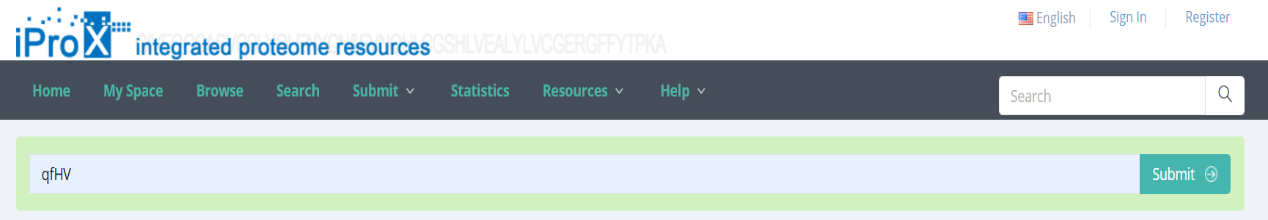 English Sign In Register
iProX integrated proteome resources GSHLVEALYLVCGERGFFYTPKA
Home My Space Browse Search Submit Statistics Resources Help Search
qfHV Submit